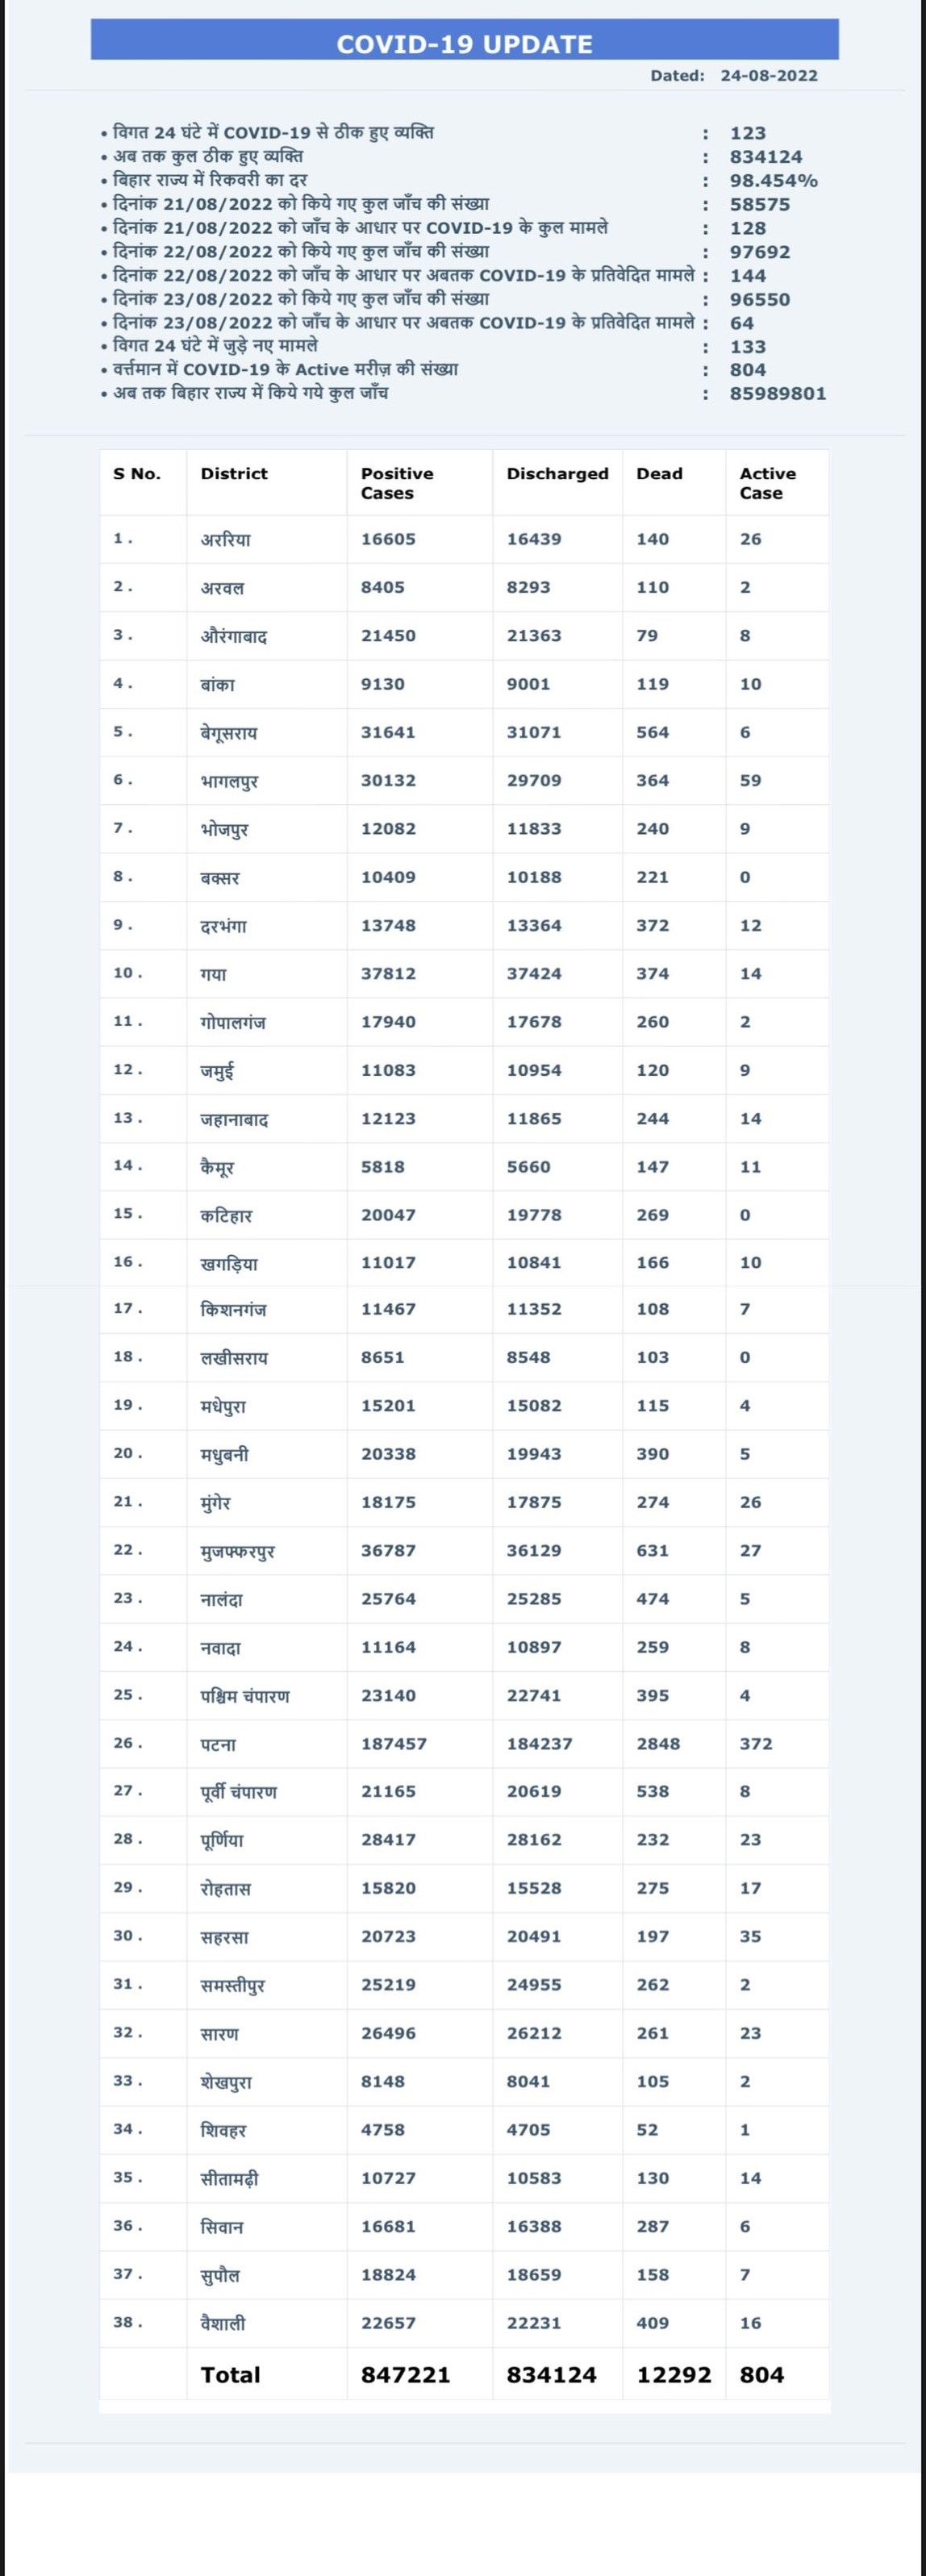 COVID-19 UPDATE
Dated: 24-08-2022
• विगत 24 घंटे में COVID-19 से ठीक हुए व्यक्ति : 123
• अब तक कुल ठीक हुए व्यक्ति : 834124
• बिहार राज्य में रिकवरी का दर : 98.454%
• दिनांक 21/08/2022 को किये गए कुल जाँच की संख्या : 58575
• दिनांक 21/08/2022 को जाँच के आधार पर COVID-19 के कुल मामले : 128
• दिनांक 22/08/2022 को किये गए कुल जाँच की संख्या : 97692
• दिनांक 22/08/2022 को जाँच के आधार पर अबतक COVID-19 के प्रतिवेदित मामले : 144
• दिनांक 23/08/2022 को किये गए कुल जाँच की संख्या : 96550
• दिनांक 23/08/2022 को जाँच के आधार पर अबतक COVID-19 के प्रतिवेदित मामले : 64
• विगत 24 घंटे में जुड़े नए मामले : 133
• वर्त्तमान में COVID-19 के Active मरीज़ की संख्या : 804
• अब तक बिहार राज्य में किये गये कुल जाँच : 85989801
S No. District Positive Cases Discharged Dead Active Case
1 . अररिया 16605 16439 140 26
2 . अरवल 8405 8293 110 2
3 . औरंगाबाद 21450 21363 79 8
4 . बांका 9130 9001 119 10
5 . बेगूसराय 31641 31071 564 6
6 . भागलपुर 30132 29709 364 59
7 . भोजपुर 12082 11833 240 9
8 . बक्सर 10409 10188 221 0
9 . दरभंगा 13748 13364 372 12
10 . गया 37812 37424 374 14
11 . गोपालगंज 17940 17678 260 2
12 . जमुई 11083 10954 120 9
13 . जहानाबाद 12123 11865 244 14
14 . कैमूर 5818 5660 147 11
15 . कटिहार 20047 19778 269 0
16 . खगड़िया 11017 10841 166 10
17 . किशनगंज 11467 11352 108 7
18 . लखीसराय 8651 8548 103 0
19 . मधेपुरा 15201 15082 115 4
20 . मधुबनी 20338 19943 390 5
21 . मुंगेर 18175 17875 274 26
22 . मुजफ्फरपुर 36787 36129 631 27
23 . नालंदा 25764 25285 474 5
24 . नवादा 11164 10897 259 8
25 . पश्चिम चंपारण 23140 22741 395 4
26 . पटना 187457 184237 2848 372
27 . पूर्वी चंपारण 21165 20619 538 8
28 . पूर्णिया 28417 28162 232 23
29 . रोहतास 15820 15528 275 17
30 . सहरसा 20723 20491 197 35
31 . समस्तीपुर 25219 24955 262 2
32 . सारण 26496 26212 261 23
33 . शेखपुरा 8148 8041 105 2
34 . शिवहर 4758 4705 52 1
35 . सीतामढ़ी 10727 10583 130 14
36 . सिवान 16681 16388 287 6
37 . सुपौल 18824 18659 158 7
38 . वैशाली 22657 22231 409 16
Total 847221 834124 12292 804